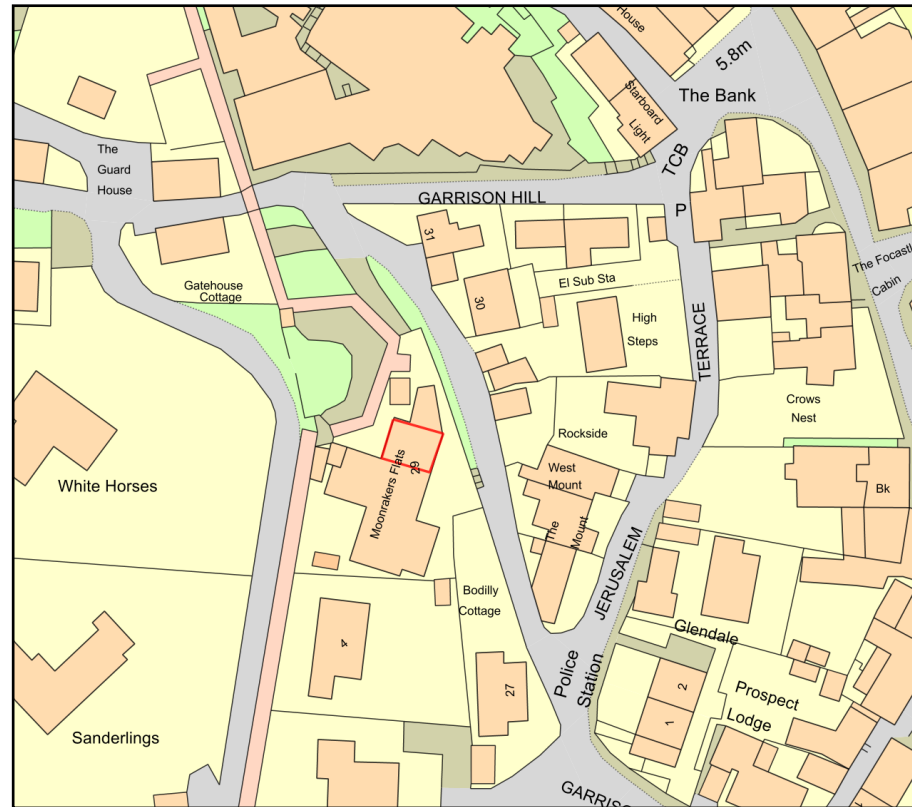 House
5.8m
The Bank
Starboard
Light
TCB
The
Guard
House
GARRISON HILL
P
31
The Focastle
Cabin
Gatehouse
Cottage
El Sub Sta
30
High
Steps
TERRACE
Crows
Nest
Rockside
White Horses
Moonrakers Flats
29
West
Mount
The
Mount
Bk
JERUSALEM
Bodilly
Cottage
Glendale
4
Police
Station
27
2
1
Prospect
Lodge
Sanderlings
GARRISO